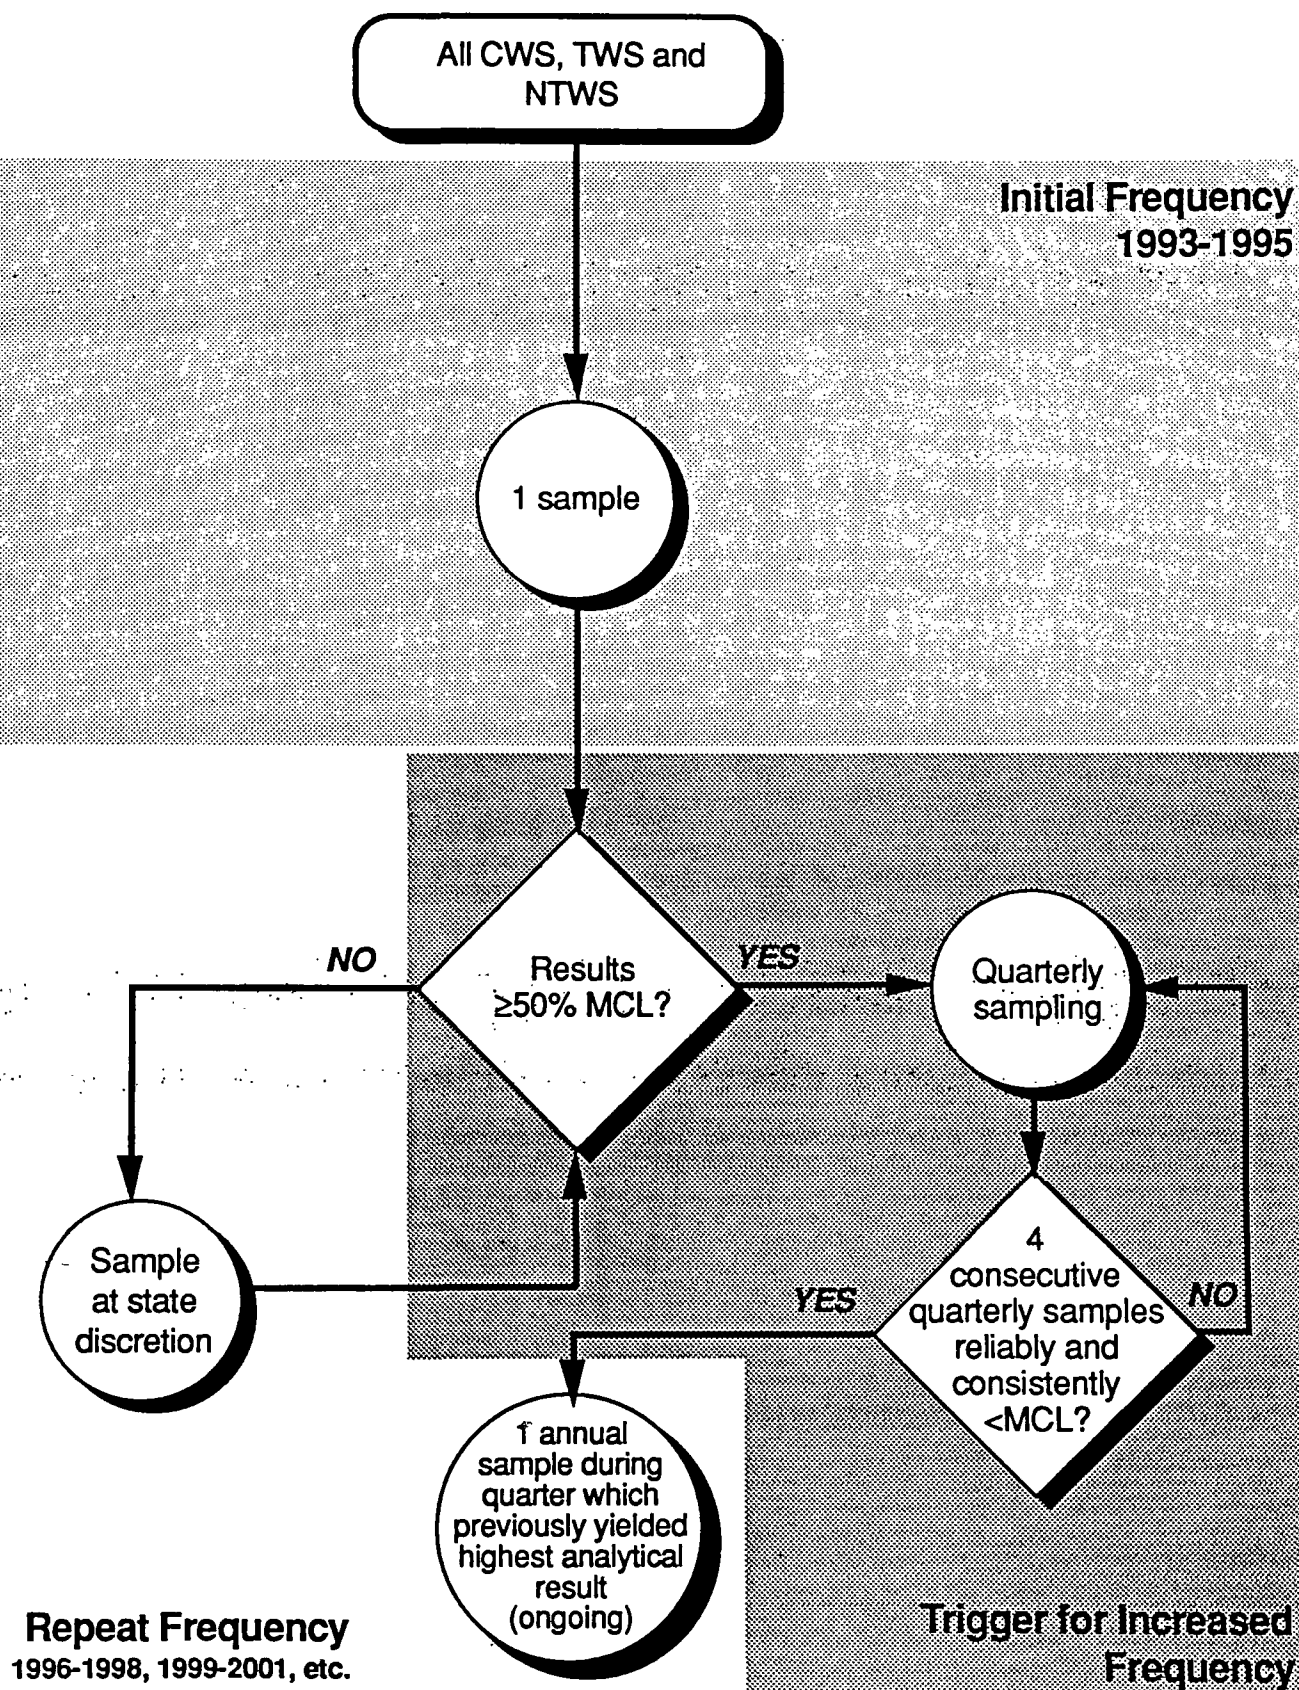 All CWS, TWS and
NTWS
Initial Frequency
1993-1995
1 sample
NO
Results
≥50% MCL?
YES
Quarterly
sampling
Sample
at state
discretion
4
consecutive
quarterly samples
reliably and
consistently
<MCL?
YES
NO
1 annual
sample during
quarter which
previously yielded
highest analytical
result
(ongoing)
Repeat Frequency
1996-1998, 1999-2001, etc.
Trigger for Increased
Frequency